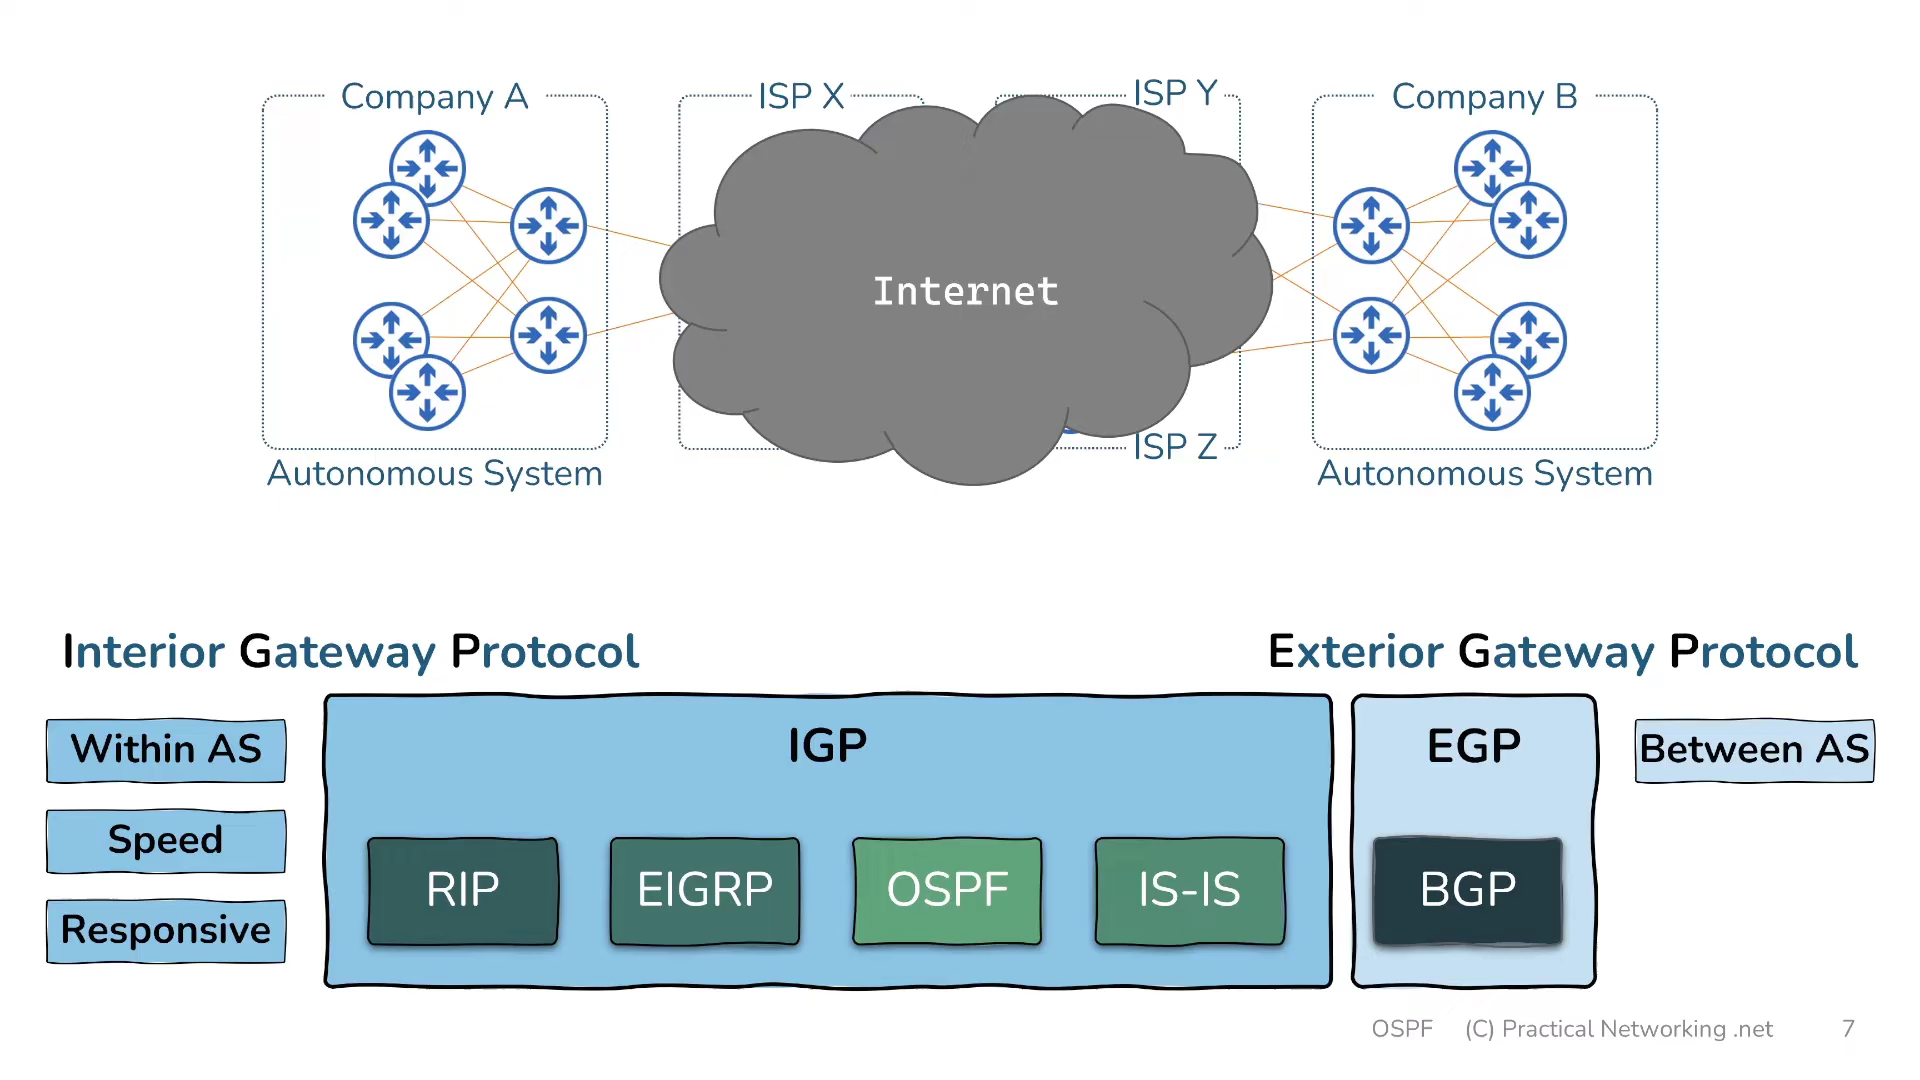 Company A
ISP X
ISP Y
Company B
Internet
ISP Z
Autonomous System
Autonomous System
Interior Gateway Protocol
Exterior Gateway Protocol
Within AS
IGP
EGP
Between AS
Speed
Responsive
RIP
EIGRP
OSPF
IS-IS
BGP
OSPF (C) Practical Networking .net 7